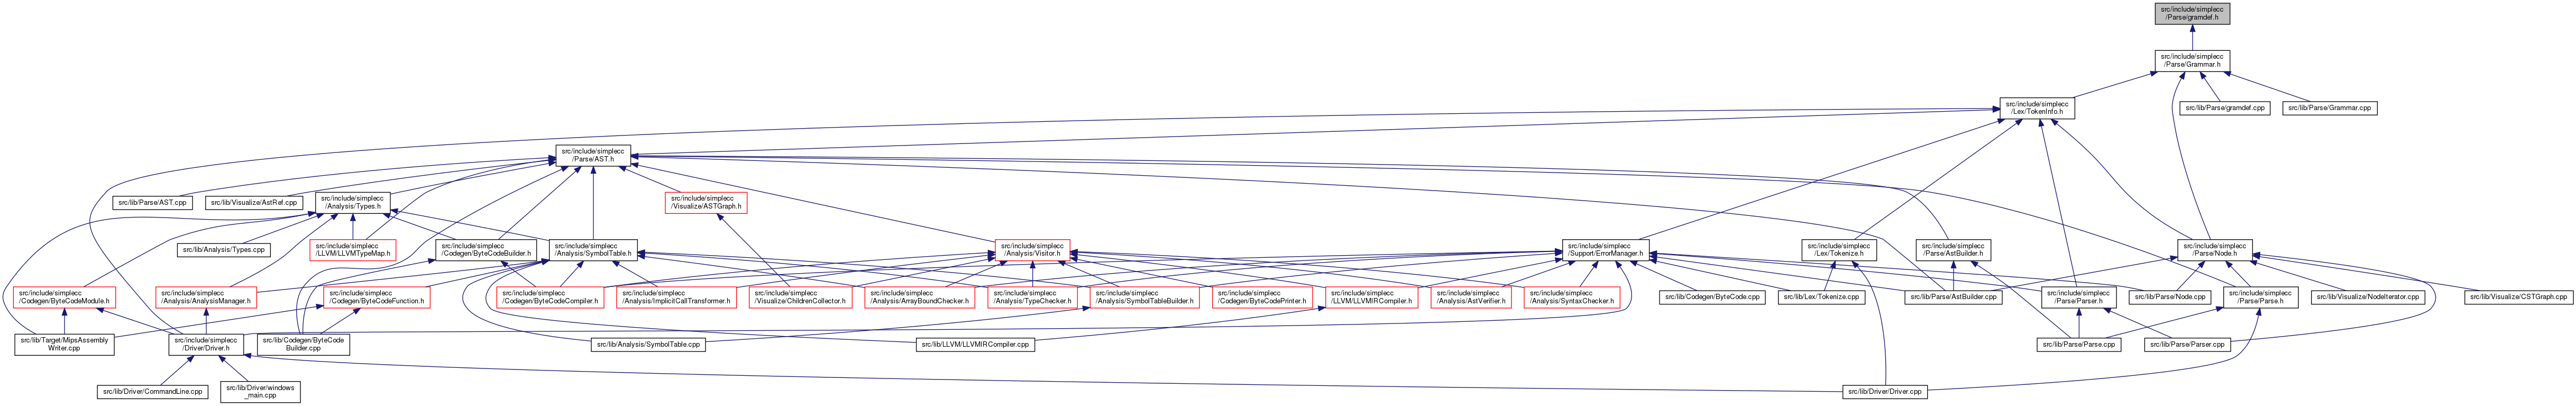 src/include/simplecc
/Parse/gramdef.h
src/include/simplecc
/Parse/Grammar.h
src/include/simplecc
/Lex/TokenInfo.h
src/lib/Parse/gramdef.cpp
src/lib/Parse/Grammar.cpp
src/include/simplecc
/Parse/AST.h
src/lib/Parse/AST.cpp
src/lib/Visualize/AstRef.cpp
src/include/simplecc
/Analysis/Types.h
src/include/simplecc
/Visualize/ASTGraph.h
src/lib/Analysis/Types.cpp
src/include/simplecc
/LLVM/LLVMTypeMap.h
src/include/simplecc
/Codegen/ByteCodeBuilder.h
src/include/simplecc
/Analysis/SymbolTable.h
src/include/simplecc
/Analysis/Visitor.h
src/include/simplecc
/Support/ErrorManager.h
src/include/simplecc
/Lex/Tokenize.h
src/include/simplecc
/Parse/AstBuilder.h
src/include/simplecc
/Parse/Node.h
src/include/simplecc
/Codegen/ByteCodeModule.h
src/include/simplecc
/Analysis/AnalysisManager.h
src/include/simplecc
/Codegen/ByteCodeFunction.h
src/include/simplecc
/Codegen/ByteCodeCompiler.h
src/include/simplecc
/Analysis/ImplicitCallTransformer.h
src/include/simplecc
/Visualize/ChildrenCollector.h
src/include/simplecc
/Analysis/ArrayBoundChecker.h
src/include/simplecc
/Analysis/TypeChecker.h
src/include/simplecc
/Analysis/SymbolTableBuilder.h
src/include/simplecc
/Codegen/ByteCodePrinter.h
src/include/simplecc
/LLVM/LLVMIRCompiler.h
src/include/simplecc
/Analysis/AstVerifier.h
src/include/simplecc
/Analysis/SyntaxChecker.h
src/lib/Codegen/ByteCode.cpp
src/lib/Lex/Tokenize.cpp
src/lib/Parse/AstBuilder.cpp
src/include/simplecc
/Parse/Parser.h
src/lib/Parse/Node.cpp
src/include/simplecc
/Parse/Parse.h
src/lib/Visualize/NodeIterator.cpp
src/lib/Visualize/CSTGraph.cpp
src/lib/Target/MipsAssembly
Writer.cpp
src/include/simplecc
/Driver/Driver.h
src/lib/Codegen/ByteCode
Builder.cpp
src/lib/Analysis/SymbolTable.cpp
src/lib/LLVM/LLVMIRCompiler.cpp
src/lib/Parse/Parse.cpp
src/lib/Parse/Parser.cpp
src/lib/Driver/CommandLine.cpp
src/lib/Driver/windows
_main.cpp
src/lib/Driver/Driver.cpp